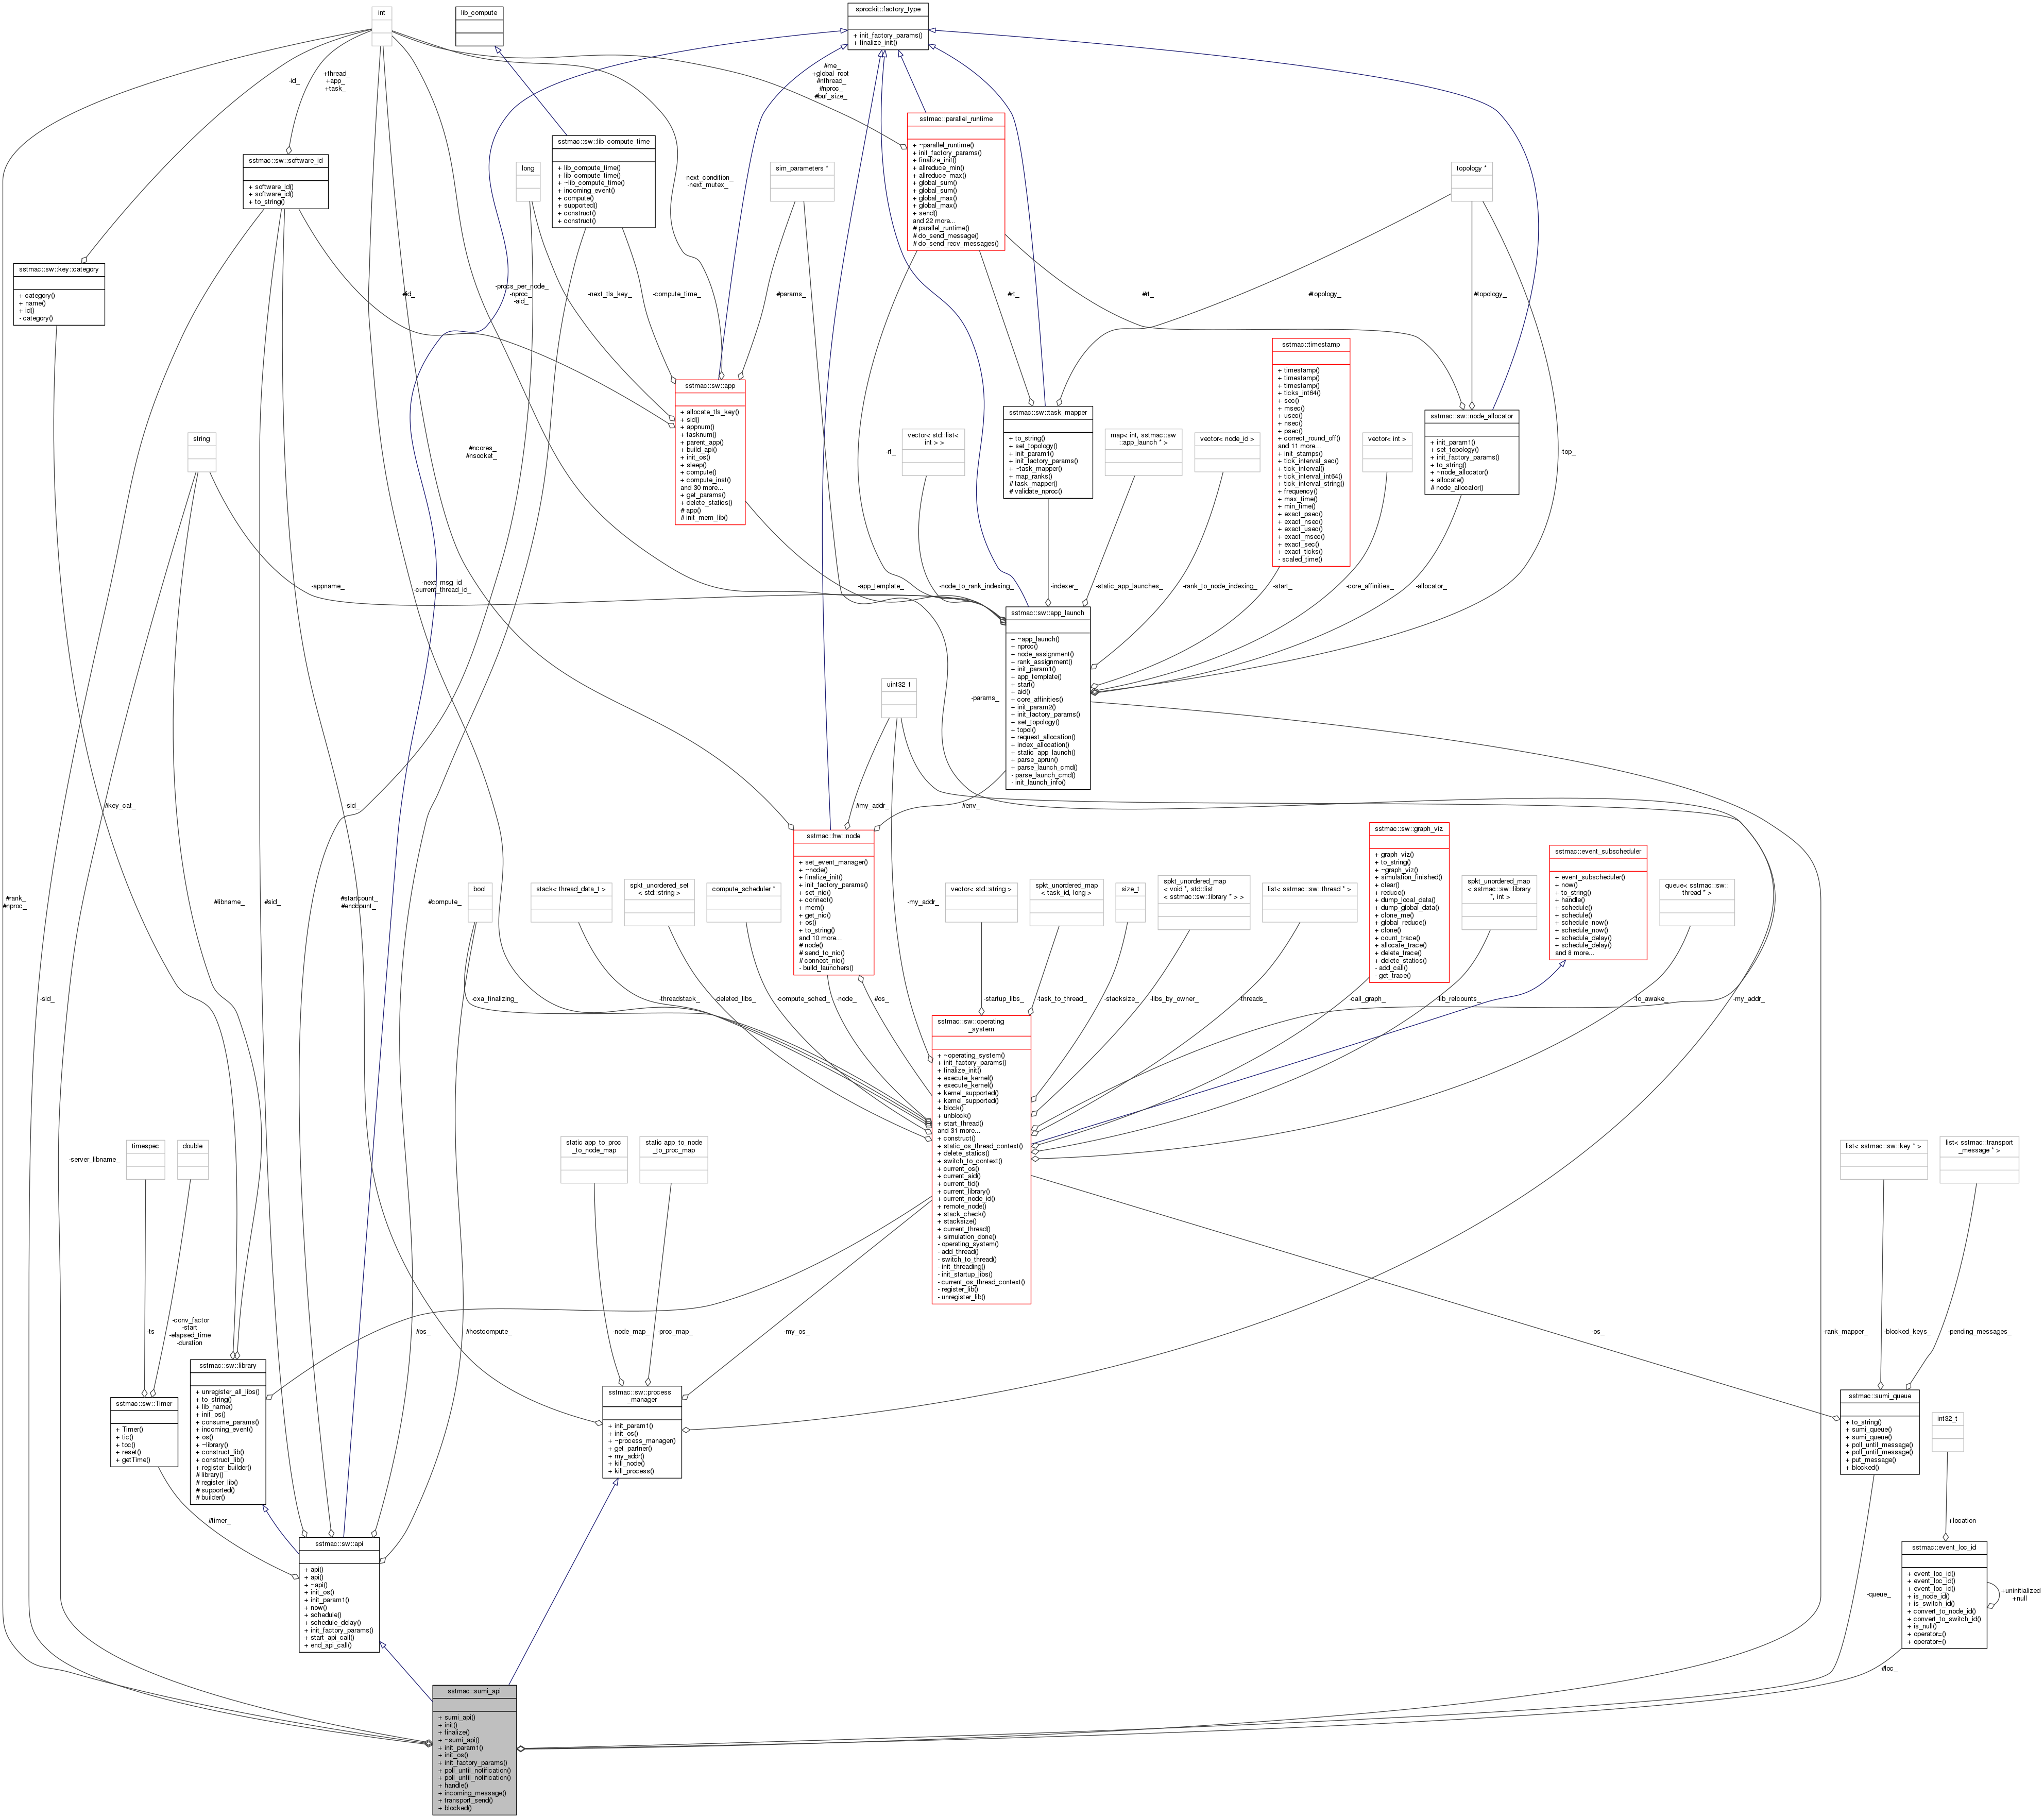 int
lib_compute
sprockit::factory_type
+ init_factory_params()
+ finalize_init()
-id_
+thread_
+app_
+task_
#me_
+global_root
#nthread_
#nproc_
#buf_size_
sstmac::parallel_runtime
+ ~parallel_runtime()
+ init_factory_params()
+ finalize_init()
+ allreduce_min()
+ allreduce_max()
+ global_sum()
+ global_sum()
+ global_max()
+ global_max()
+ send()
and 22 more...
# parallel_runtime()
# do_send_message()
# do_send_recv_messages()
sstmac::sw::lib_compute_time
+ lib_compute_time()
+ lib_compute_time()
+ ~lib_compute_time()
+ incoming_event()
+ compute()
+ supported()
+ construct()
+ construct()
sstmac::sw::software_id
+ software_id()
+ software_id()
+ to_string()
long
sim_parameters *
topology *
-next_condition_
-next_mutex_
sstmac::sw::key::category
+ category()
+ name()
+ id()
- category()
#id_
-procs_per_node_
-nproc_
-aid_
-next_tls_key_
-compute_time_
#params_
#rt_
#rt_
#topology_
#topology_
sstmac::timestamp
+ timestamp()
+ timestamp()
+ timestamp()
+ ticks_int64()
+ sec()
+ msec()
+ usec()
+ nsec()
+ psec()
+ correct_round_off()
and 11 more...
+ init_stamps()
+ tick_interval_sec()
+ tick_interval()
+ tick_interval_int64()
+ tick_interval_string()
+ frequency()
+ max_time()
+ min_time()
+ exact_psec()
+ exact_nsec()
+ exact_usec()
+ exact_msec()
+ exact_sec()
+ exact_ticks()
- scaled_time()
sstmac::sw::app
+ allocate_tls_key()
+ sid()
+ appnum()
+ tasknum()
+ parent_app()
+ build_api()
+ init_os()
+ sleep()
+ compute()
+ compute_inst()
and 30 more...
+ get_params()
+ delete_statics()
# app()
# init_mem_lib()
sstmac::sw::task_mapper
+ to_string()
+ set_topology()
+ init_param1()
+ init_factory_params()
+ ~task_mapper()
+ map_ranks()
# task_mapper()
# validate_nproc()
sstmac::sw::node_allocator
+ init_param1()
+ set_topology()
+ init_factory_params()
+ to_string()
+ ~node_allocator()
+ allocate()
# node_allocator()
string
vector< std::list<
int > >
map< int, sstmac::sw
::app_launch * >
vector< node_id >
vector< int >
#ncores_
#nsocket_
-rt_
-top_
-appname_
-next_msg_id_
-current_thread_id_
-app_template_
-node_to_rank_indexing_
-indexer_
-static_app_launches_
-rank_to_node_indexing_
-start_
-core_affinities_
-allocator_
sstmac::sw::app_launch
+ ~app_launch()
+ nproc()
+ node_assignment()
+ rank_assignment()
+ init_param1()
+ app_template()
+ start()
+ aid()
+ core_affinities()
+ init_param2()
+ init_factory_params()
+ set_topology()
+ topol()
+ request_allocation()
+ index_allocation()
+ static_app_launch()
+ parse_aprun()
+ parse_launch_cmd()
- parse_launch_cmd()
- init_launch_info()
uint32_t
-params_
#key_cat_
-sid_
#my_addr_
#env_
sstmac::hw::node
+ set_event_manager()
+ ~node()
+ finalize_init()
+ init_factory_params()
+ set_nic()
+ connect()
+ mem()
+ get_nic()
+ os()
+ to_string()
and 10 more...
# node()
# send_to_nic()
# connect_nic()
- build_launchers()
sstmac::sw::graph_viz
+ graph_viz()
+ to_string()
+ ~graph_viz()
+ simulation_finished()
+ clear()
+ reduce()
+ dump_local_data()
+ dump_global_data()
+ clone_me()
+ global_reduce()
+ clone()
+ count_trace()
+ allocate_trace()
+ delete_trace()
+ delete_statics()
- add_call()
- get_trace()
sstmac::event_subscheduler
+ event_subscheduler()
+ now()
+ to_string()
+ handle()
+ schedule()
+ schedule()
+ schedule_now()
+ schedule_now()
+ schedule_delay()
+ schedule_delay()
and 8 more...
bool
stack< thread_data_t >
spkt_unordered_set
< std::string >
compute_scheduler *
vector< std::string >
spkt_unordered_map
< task_id, long >
size_t
spkt_unordered_map
< void *, std::list
< sstmac::sw::library * > >
list< sstmac::sw::thread * >
spkt_unordered_map
< sstmac::sw::library
*, int >
queue< sstmac::sw::
thread * >
#rank_
#nproc_
#libname_
#sid_
#startcount_
#endcount_
#compute_
-my_addr_
-sid_
-cxa_finalizing_
-threadstack_
-deleted_libs_
-compute_sched_
-node_
#os_
-startup_libs_
-task_to_thread_
-stacksize_
-libs_by_owner_
-threads_
-call_graph_
-lib_refcounts_
-to_awake_
-my_addr_
sstmac::sw::operating
_system
+ ~operating_system()
+ init_factory_params()
+ finalize_init()
+ execute_kernel()
+ execute_kernel()
+ kernel_supported()
+ kernel_supported()
+ block()
+ unblock()
+ start_thread()
and 31 more...
+ construct()
+ static_os_thread_context()
+ delete_statics()
+ switch_to_context()
+ current_os()
+ current_aid()
+ current_tid()
+ current_library()
+ current_node_id()
+ remote_node()
+ stack_check()
+ stacksize()
+ current_thread()
+ simulation_done()
- operating_system()
- add_thread()
- switch_to_thread()
- init_threading()
- init_startup_libs()
- current_os_thread_context()
- register_lib()
- unregister_lib()
-server_libname_
timespec
double
static app_to_proc
_to_node_map
static app_to_node
_to_proc_map
list< sstmac::sw::key * >
list< sstmac::transport
_message * >
-ts
-conv_factor
-start
-elapsed_time
-duration
#os_
#hostcompute_
-node_map_
-proc_map_
-my_os_
-os_
-rank_mapper_
-blocked_keys_
-pending_messages_
sstmac::sw::library
+ unregister_all_libs()
+ to_string()
+ lib_name()
+ init_os()
+ consume_params()
+ incoming_event()
+ os()
+ ~library()
+ construct_lib()
+ construct_lib()
+ register_builder()
# library()
# register_lib()
# supported()
# builder()
sstmac::sw::Timer
+ Timer()
+ tic()
+ toc()
+ reset()
+ getTime()
sstmac::sw::process
_manager
+ init_param1()
+ init_os()
+ ~process_manager()
+ get_partner()
+ my_addr()
+ kill_node()
+ kill_process()
sstmac::sumi_queue
+ to_string()
+ sumi_queue()
+ sumi_queue()
+ poll_until_message()
+ poll_until_message()
+ put_message()
+ blocked()
int32_t
#timer_
+location
sstmac::sw::api
+ api()
+ api()
+ ~api()
+ init_os()
+ init_param1()
+ now()
+ schedule()
+ schedule_delay()
+ init_factory_params()
+ start_api_call()
+ end_api_call()
sstmac::event_loc_id
+ event_loc_id()
+ event_loc_id()
+ event_loc_id()
+ is_node_id()
+ is_switch_id()
+ convert_to_node_id()
+ convert_to_switch_id()
+ is_null()
+ operator=()
+ operator=()
+uninitialized
+null
-queue_
#loc_
sstmac::sumi_api
+ sumi_api()
+ init()
+ finalize()
+ ~sumi_api()
+ init_param1()
+ init_os()
+ init_factory_params()
+ poll_until_notification()
+ poll_until_notification()
+ handle()
+ incoming_message()
+ transport_send()
+ blocked()